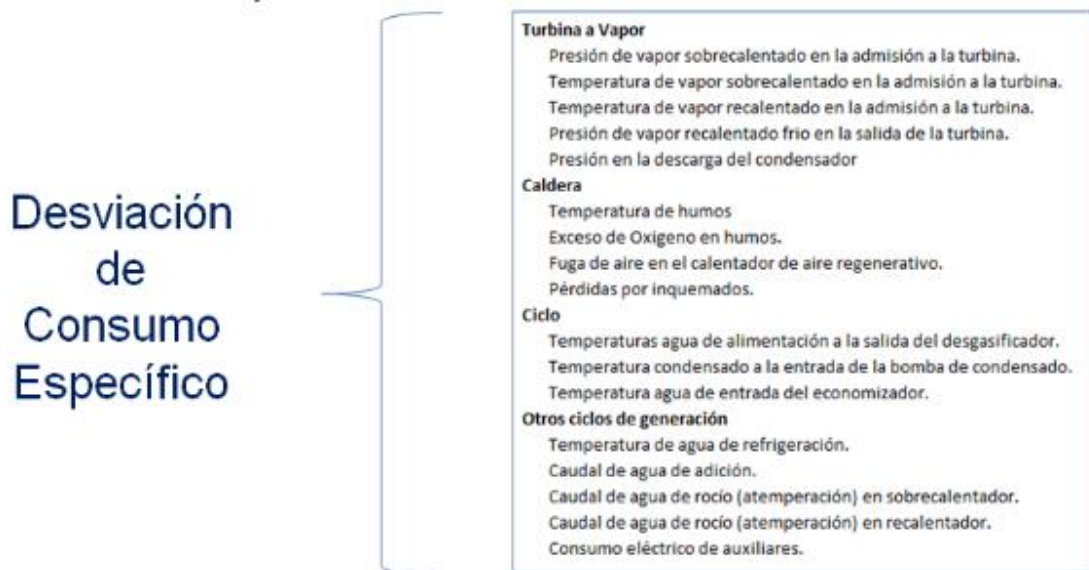 Desviación
de
Consumo
Específico
Turbina a Vapor
Presión de vapor sobrecalentado en la admisión a la turbina.
Temperatura de vapor sobrecalentado en la admisión a la turbina.
Temperatura de vapor recalentado en la admisión a la turbina.
Presión de vapor recalentado frio en la salida de la turbina.
Presión en la descarga del condensador
Caldera
Temperatura de humos
Exceso de Oxigeno en humos.
Fuga de aire en el calentador de aire regenerativo.
Pérdidas por inquemados.
Ciclo
Temperaturas agua de alimentación a la salida del desgasificador.
Temperatura condensado a la entrada de la bomba de condensado.
Temperatura agua de entrada del economizador.
Otros ciclos de generación
Temperatura de agua de refrigeración.
Caudal de agua de adición.
Caudal de agua de rocío (atemperación) en sobrecalentador.
Caudal de agua de rocío (atemperación) en recalentador.
Consumo eléctrico de auxiliares.